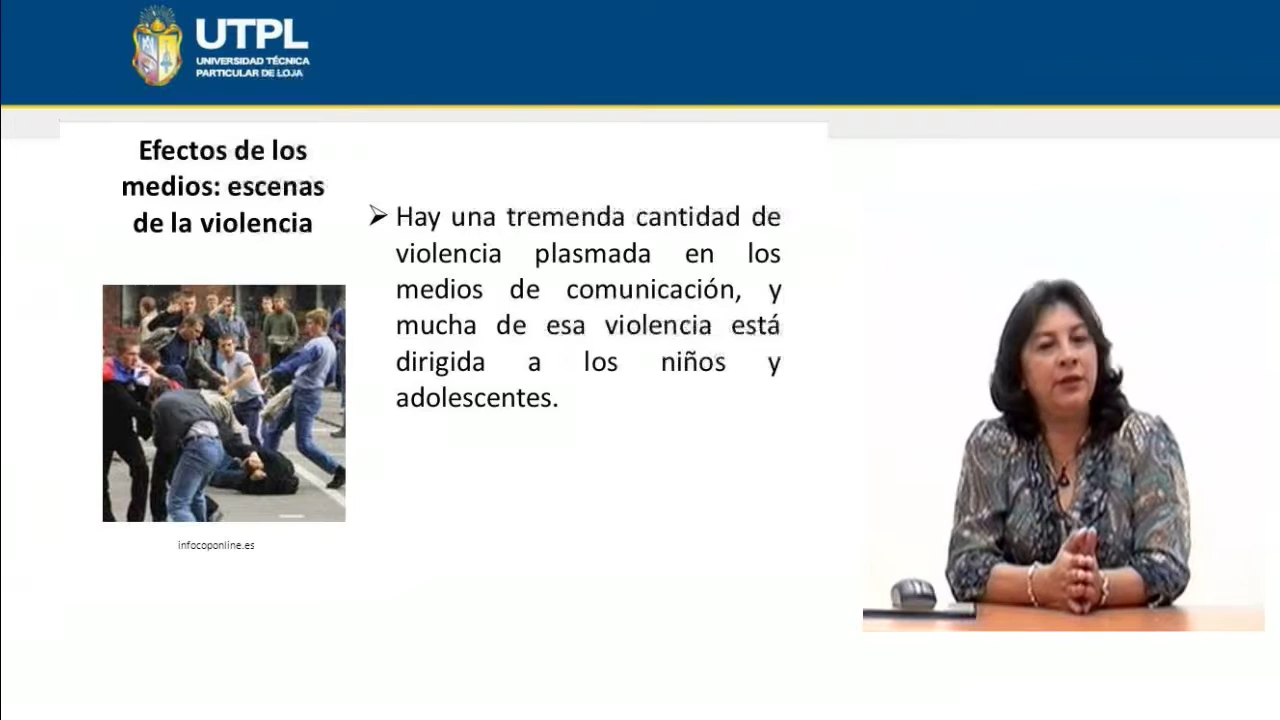 UTPL
UNIVERSIDAD TÉCNICA
PARTICULAR DE LOJA
Efectos de los
medios: escenas
de la violencia
➢ Hay una tremenda cantidad de
violencia plasmada en los
medios de comunicación, y
mucha de esa violencia está
dirigida a los niños y
adolescentes.
infocoponline.es